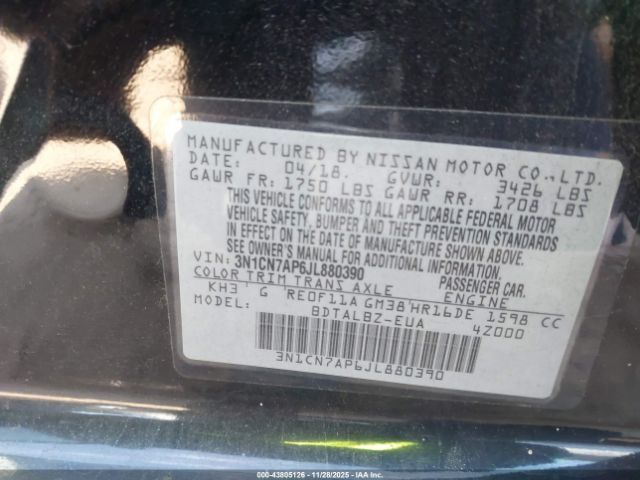 MANUFACTURED BY NISSAN MOTOR CO.,LTD.
DATE: 04/18. GVWR: 3426 LBS
GAWR FR: 1750 LBS GAWR RR: 1708 LBS
THIS VEHICLE CONFORMS TO ALL APPLICABLE FEDERAL MOTOR
VEHICLE SAFETY, BUMPER AND THEFT PREVENTION STANDARDS
IN EFFECT ON THE DATE OF MANUFACTURE SHOWN ABOVE.
SEE OWNER'S MANUAL FOR ADDITIONAL INFORMATION.
VIN: 3N1CN7AP6JL880390 PASSENGER CAR
COLOR TRIM TRANS AXLE ENGINE
KH3 G RE0F11A GM38 HR16DE 1598 CC
BDTALBZ-EUA 4Z000
3N1CN7AP6JL880390
000-43805126 - 11/28/2025 - IAAI.COM